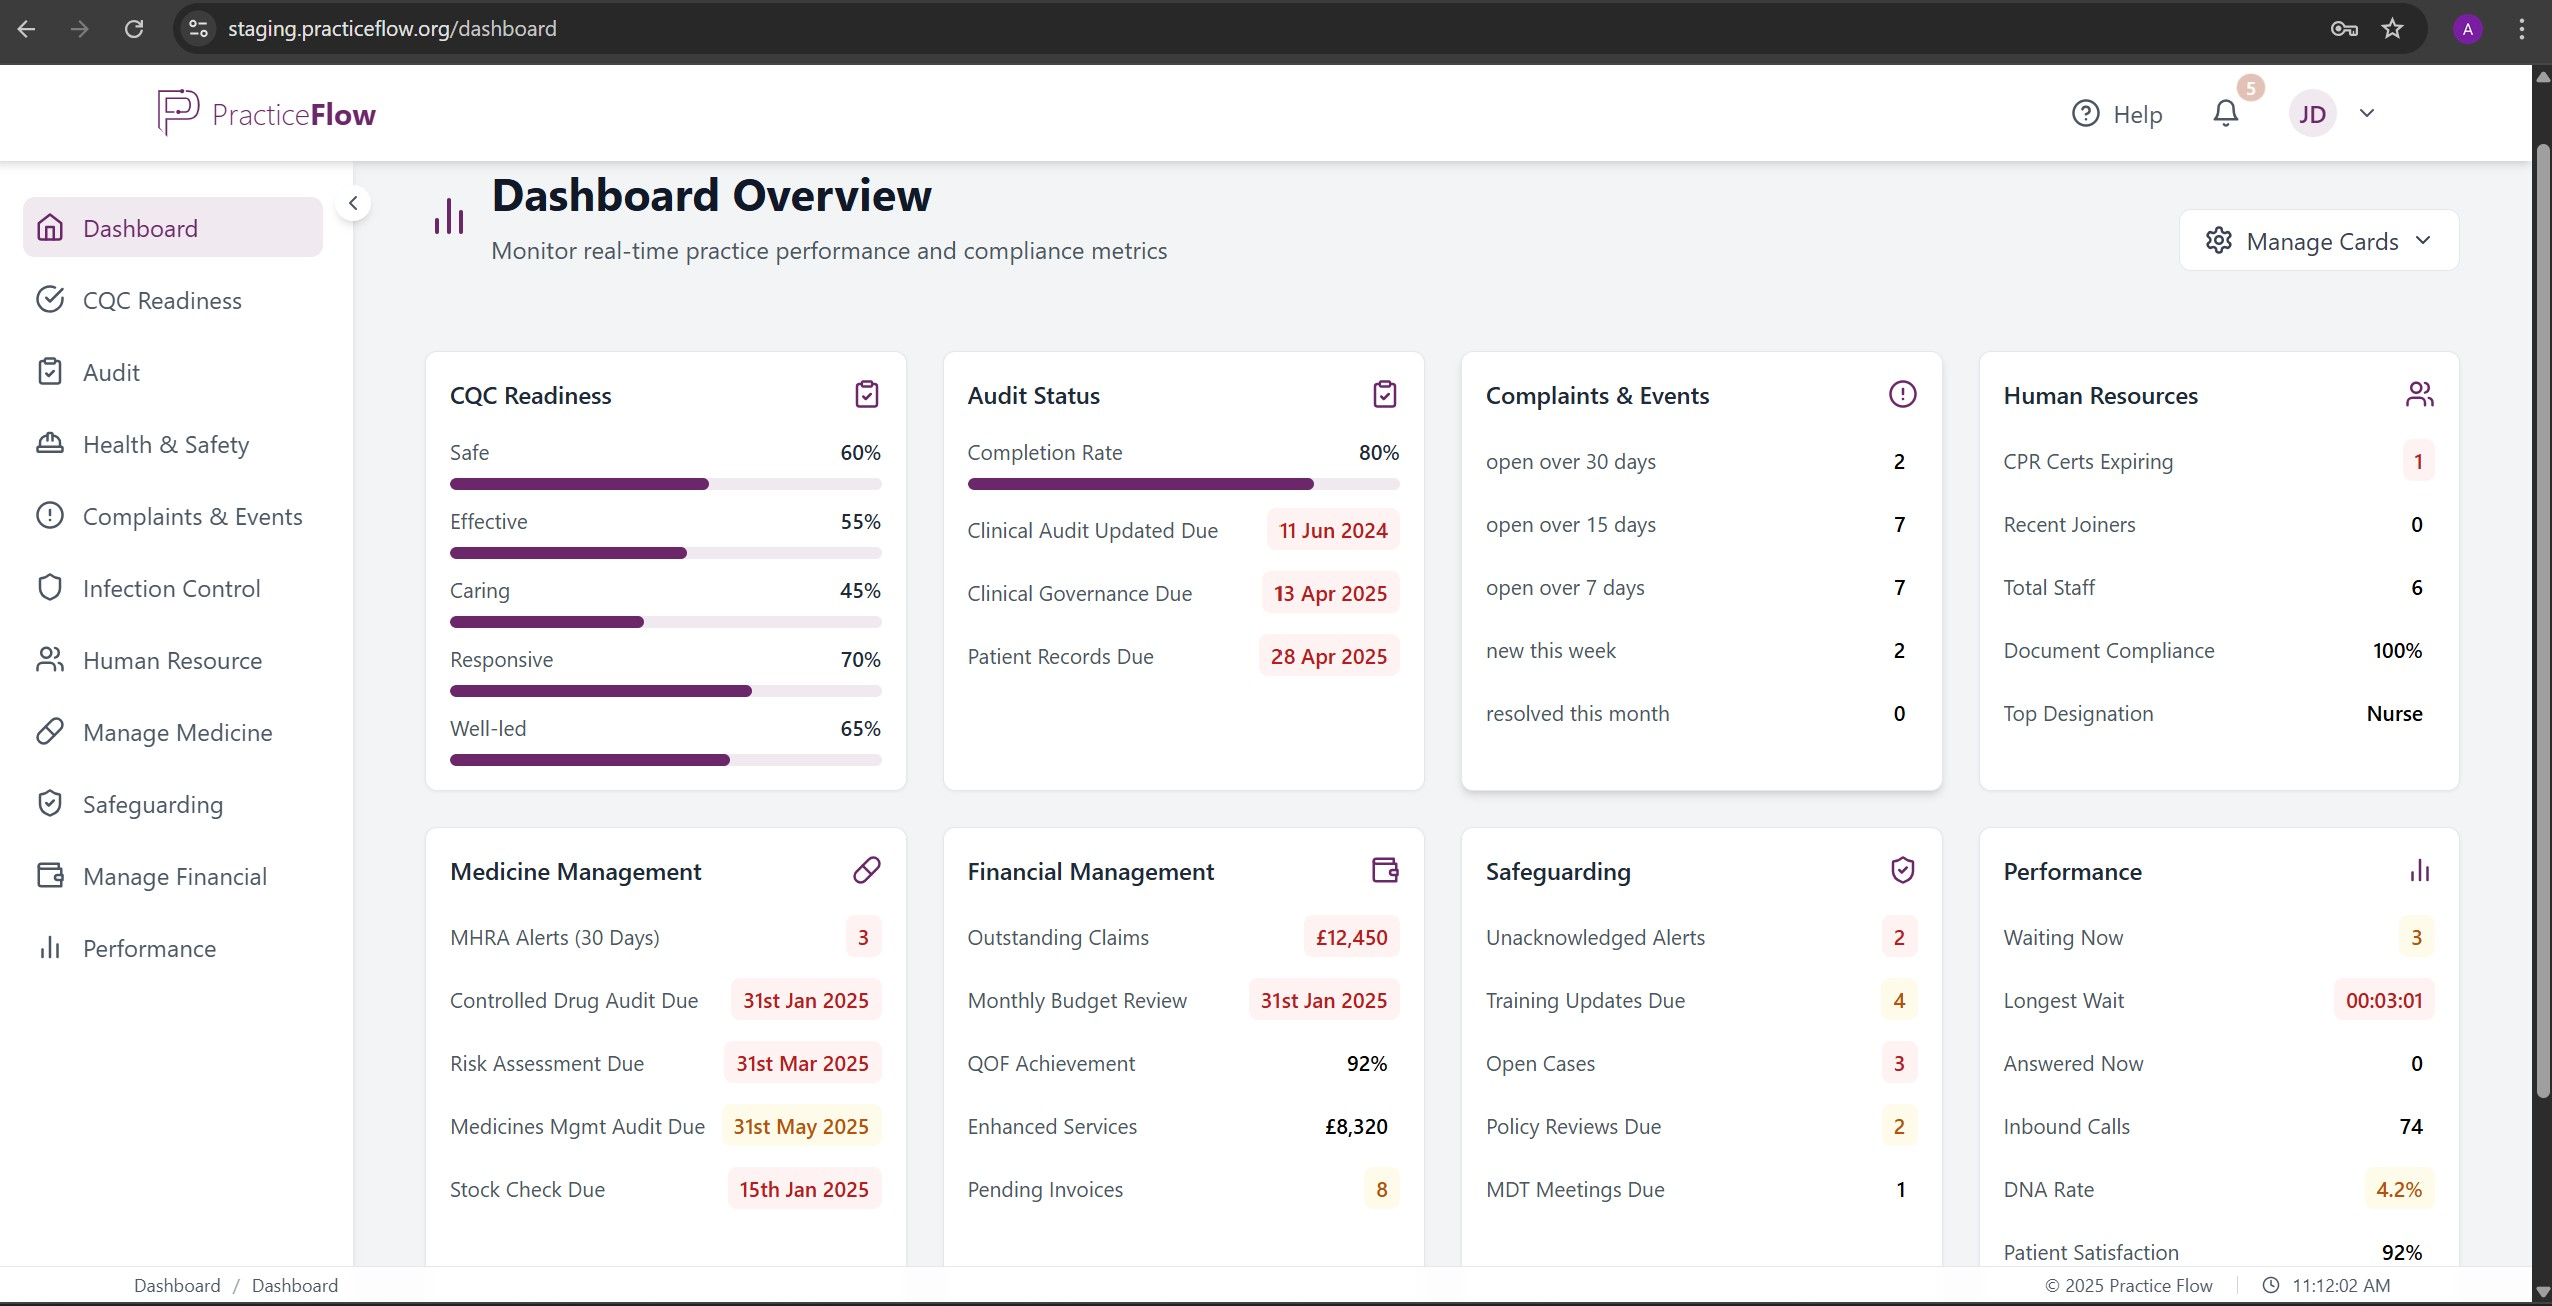 staging.practiceflow.org/dashboard
A
PracticeFlow
Help
5
JD
Dashboard
CQC Readiness
Audit
Health & Safety
Complaints & Events
Infection Control
Human Resource
Manage Medicine
Safeguarding
Manage Financial
Performance
Dashboard Overview
Monitor real-time practice performance and compliance metrics
Manage Cards
CQC Readiness
Safe 60%
Effective 55%
Caring 45%
Responsive 70%
Well-led 65%
Audit Status
Completion Rate 80%
Clinical Audit Updated Due 11 Jun 2024
Clinical Governance Due 13 Apr 2025
Patient Records Due 28 Apr 2025
Complaints & Events
open over 30 days 2
open over 15 days 7
open over 7 days 7
new this week 2
resolved this month 0
Human Resources
CPR Certs Expiring 1
Recent Joiners 0
Total Staff 6
Document Compliance 100%
Top Designation Nurse
Medicine Management
MHRA Alerts (30 Days) 3
Controlled Drug Audit Due 31st Jan 2025
Risk Assessment Due 31st Mar 2025
Medicines Mgmt Audit Due 31st May 2025
Stock Check Due 15th Jan 2025
Financial Management
Outstanding Claims £12,450
Monthly Budget Review 31st Jan 2025
QOF Achievement 92%
Enhanced Services £8,320
Pending Invoices 8
Safeguarding
Unacknowledged Alerts 2
Training Updates Due 4
Open Cases 3
Policy Reviews Due 2
MDT Meetings Due 1
Performance
Waiting Now 3
Longest Wait 00:03:01
Answered Now 0
Inbound Calls 74
DNA Rate 4.2%
Patient Satisfaction 92%
Dashboard / Dashboard
© 2025 Practice Flow
11:12:02 AM